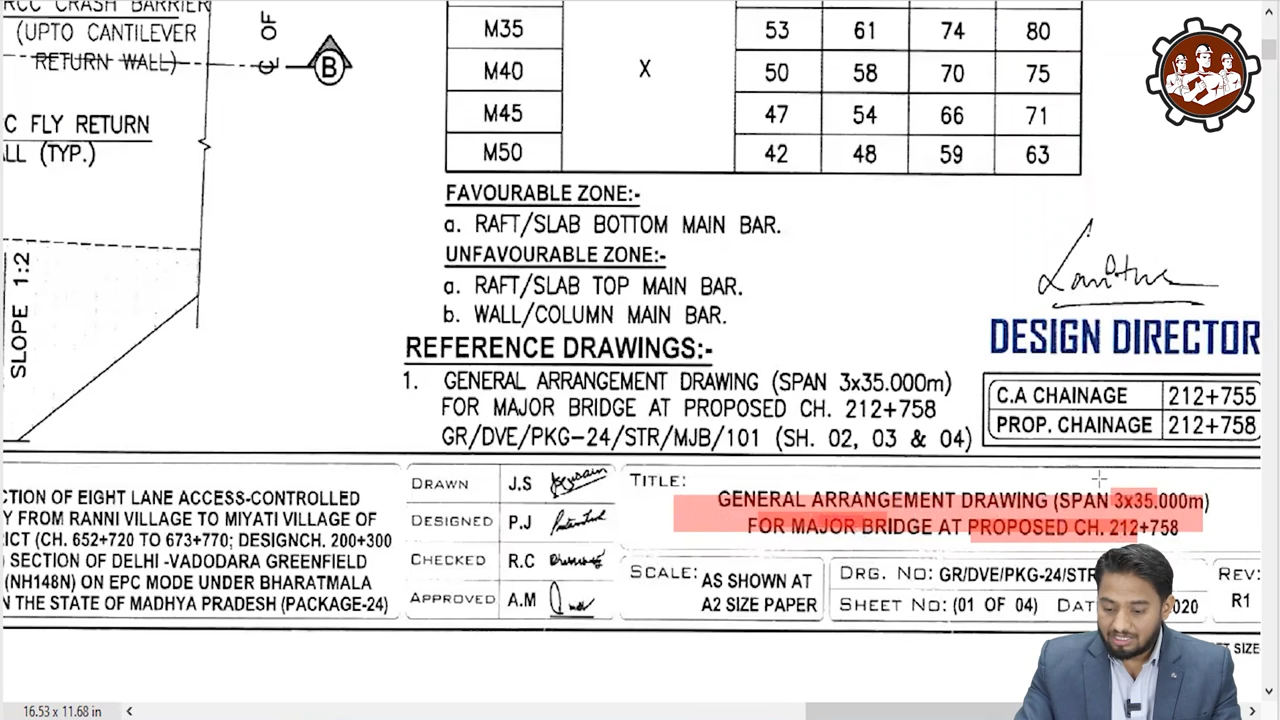 RCC CRASH BARRIER
(UPTO CANTILEVER
RETURN WALL)
OF
B
C FLY RETURN
ALL (TYP.)
SLOPE 1:2
M35 53 61 74 80
M40 X 50 58 70 75
M45 47 54 66 71
M50 42 48 59 63
FAVOURABLE ZONE:-
a. RAFT/SLAB BOTTOM MAIN BAR.
UNFAVOURABLE ZONE:-
a. RAFT/SLAB TOP MAIN BAR.
b. WALL/COLUMN MAIN BAR.
REFERENCE DRAWINGS:-
1. GENERAL ARRANGEMENT DRAWING (SPAN 3x35.000m)
FOR MAJOR BRIDGE AT PROPOSED CH. 212+758
GR/DVE/PKG-24/STR/MJB/101 (SH. 02, 03 & 04)
DESIGN DIRECTOR
C.A CHAINAGE 212+755
PROP. CHAINAGE 212+758
CTION OF EIGHT LANE ACCESS-CONTROLLED
Y FROM RANNI VILLAGE TO MIYATI VILLAGE OF
ICT (CH. 652+720 TO 673+770; DESIGNCH. 200+300
SECTION OF DELHI -VADODARA GREENFIELD
(NH148N) ON EPC MODE UNDER BHARATMALA
N THE STATE OF MADHYA PRADESH (PACKAGE-24)
DRAWN J.S
DESIGNED P.J
CHECKED R.C
APPROVED A.M
TITLE:
GENERAL ARRANGEMENT DRAWING (SPAN 3x35.000m)
FOR MAJOR BRIDGE AT PROPOSED CH. 212+758
SCALE: AS SHOWN AT
A2 SIZE PAPER
DRG. NO: GR/DVE/PKG-24/STR
SHEET NO: (01 OF 04) DAT 2020
REV:
R1
ET SIZE
16.53 x 11.68 in